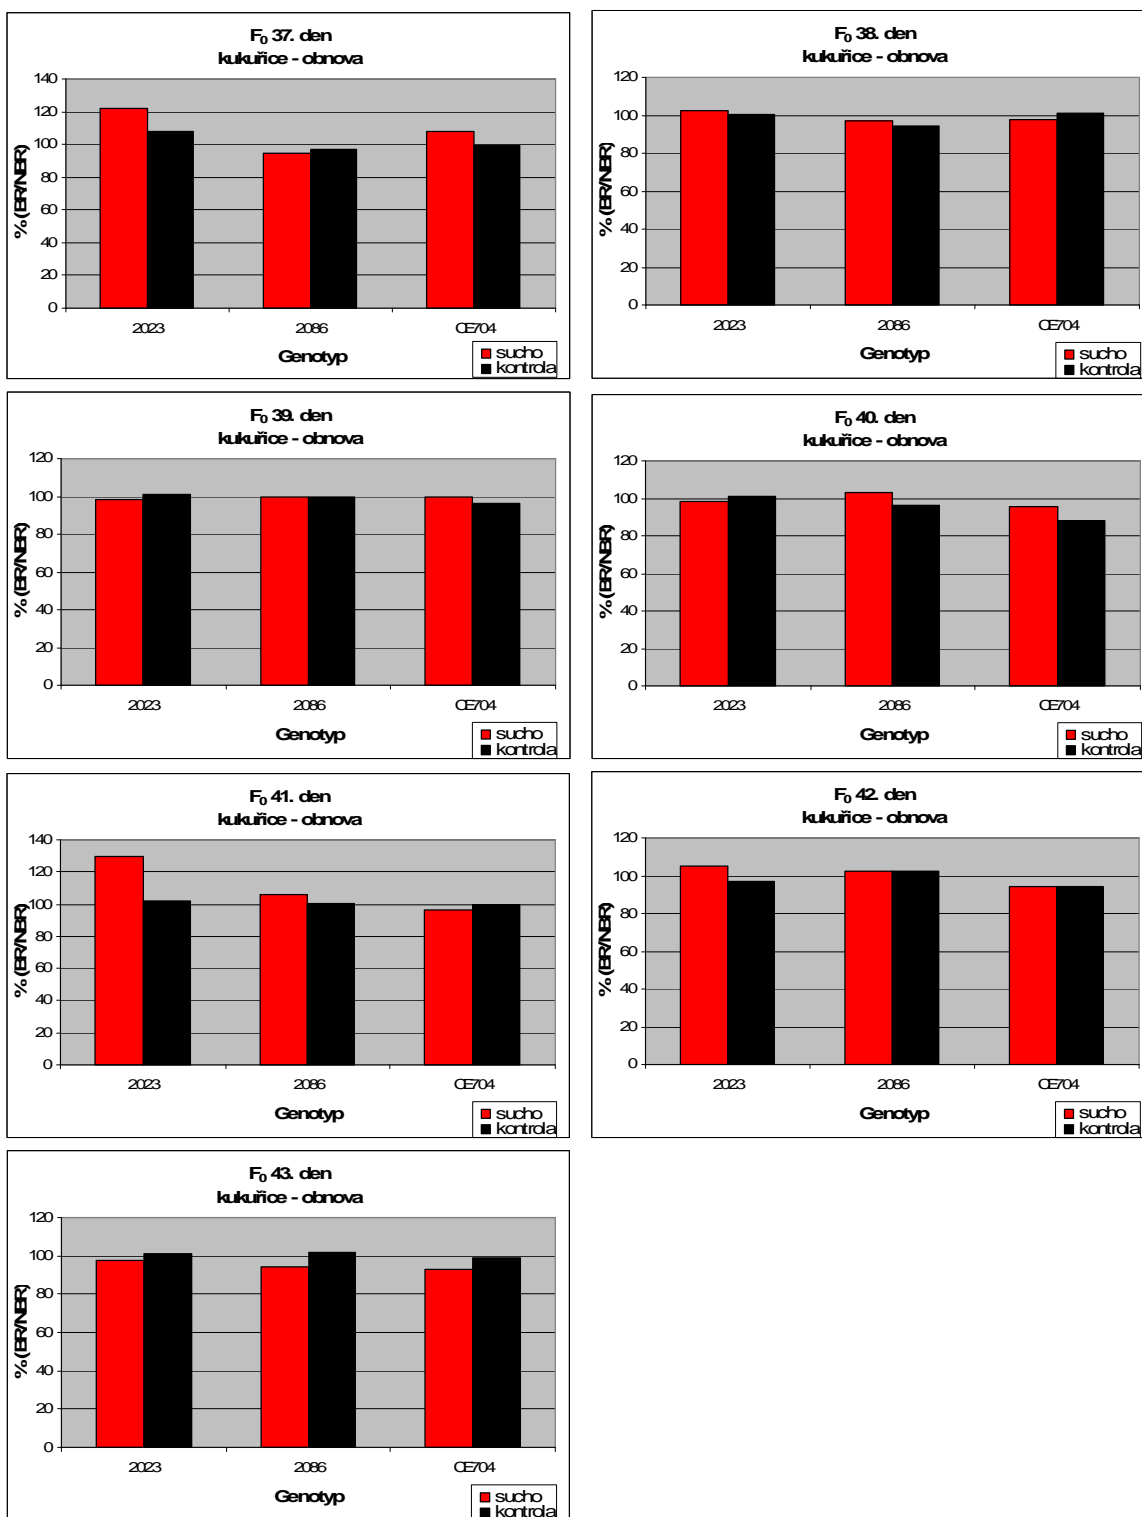 F₀ 37. den
kukuřice - obnova
140
120
100
80
60
40
20
0
% (BR/NBR)
2023 2086 CE704
Genotyp
sucho
kontrola
F₀ 38. den
kukuřice - obnova
120
100
80
60
40
20
0
% (BR/NBR)
2023 2086 CE704
Genotyp
sucho
kontrola
F₀ 39. den
kukuřice - obnova
120
100
80
60
40
20
0
% (BR/NBR)
2023 2086 CE704
Genotyp
sucho
kontrola
F₀ 40. den
kukuřice - obnova
120
100
80
60
40
20
0
% (BR/NBR)
2023 2086 CE704
Genotyp
sucho
kontrola
F₀ 41. den
kukuřice - obnova
140
120
100
80
60
40
20
0
% (BR/NBR)
2023 2086 CE704
Genotyp
sucho
kontrola
F₀ 42. den
kukuřice - obnova
120
100
80
60
40
20
0
% (BR/NBR)
2023 2086 CE704
Genotyp
sucho
kontrola
F₀ 43. den
kukuřice - obnova
120
100
80
60
40
20
0
% (BR/NBR)
2023 2086 CE704
Genotyp
sucho
kontrola